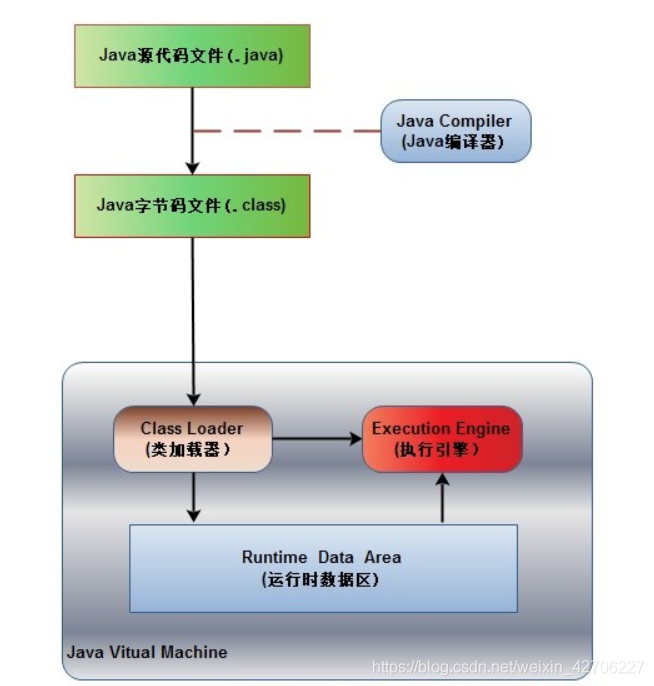 Java源代码文件(.java)
Java Compiler
(Java编译器)
Java字节码文件(.class)
Class Loader
(类加载器)
Execution Engine
(执行引擎)
Runtime Data Area
(运行时数据区)
Java Vitual Machine
https://blog.csdn.net/weixin_42706227